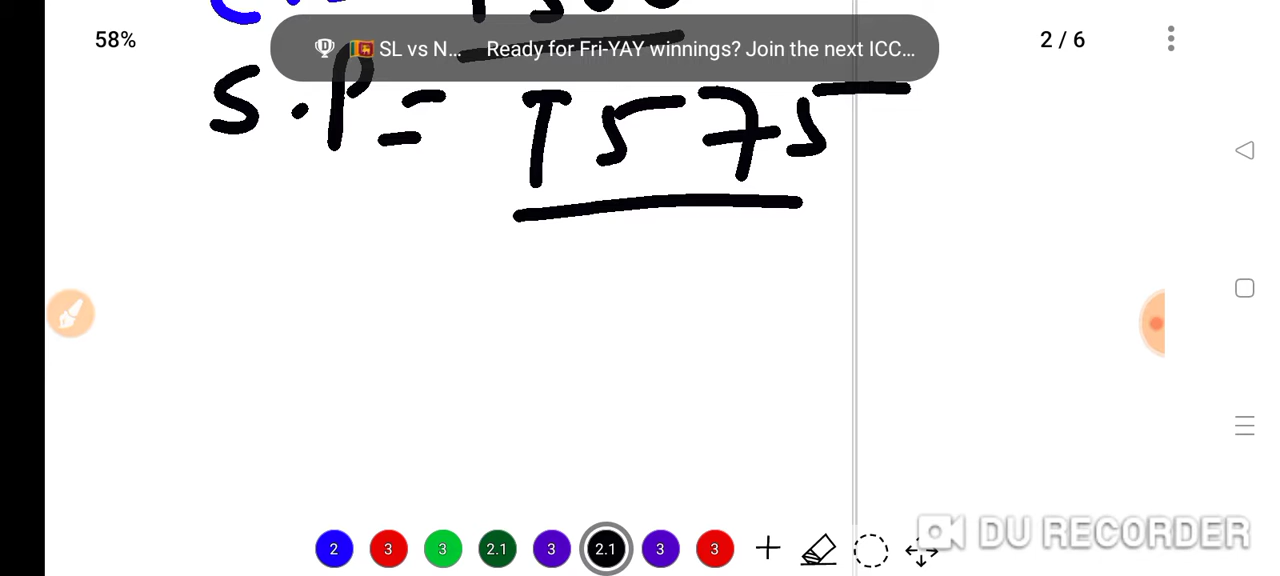 58%
🇱🇰 SL vs N... Ready for Fri-YAY winnings? Join the next ICC...
2 / 6
S.P = 1575
2 3 3 2.1 3 2.1 3 3
DU RECORDER